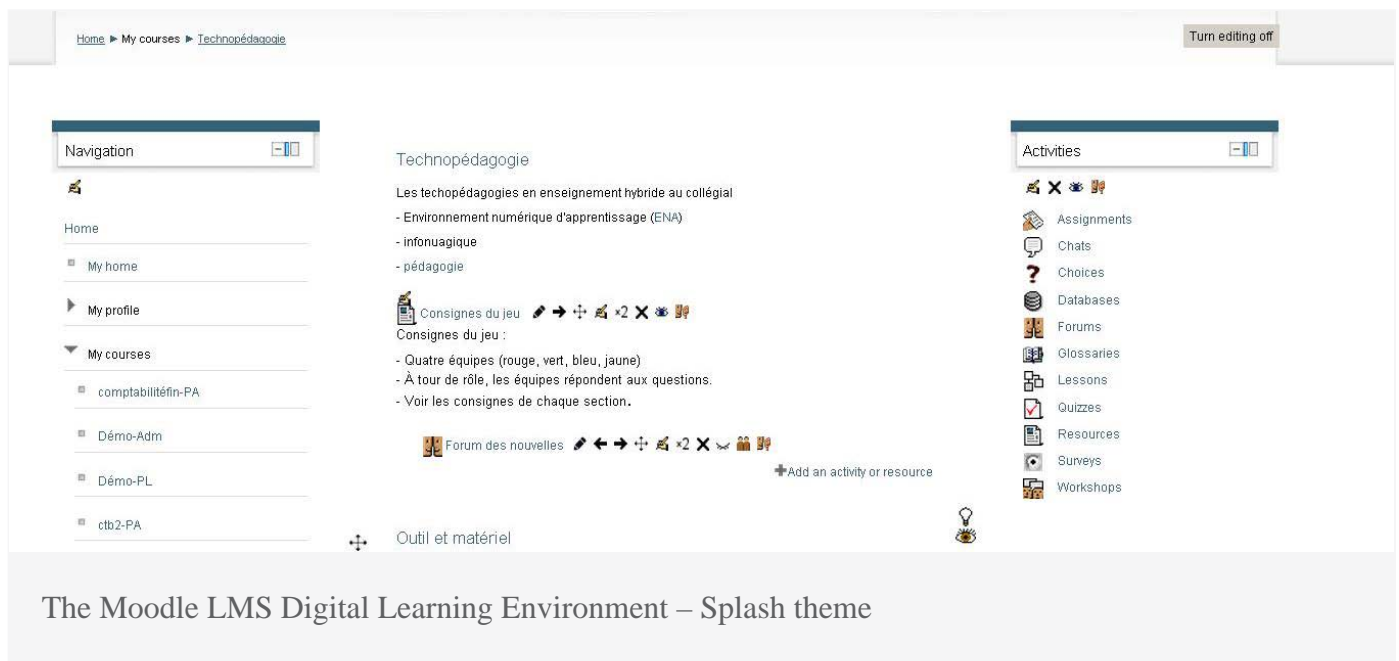 Home ► My courses ► Technopédagogie
Turn editing off
Navigation
Home
My home
My profile
My courses
comptabilitéfin-PA
Démo-Adm
Démo-PL
ctb2-PA
Technopédagogie
Les techopédagogies en enseignement hybride au collégial
- Environnement numérique d'apprentissage (ENA)
- infonuagique
- pédagogie
Consignes du jeu ×2
Consignes du jeu :
- Quatre équipes (rouge, vert, bleu, jaune)
- À tour de rôle, les équipes répondent aux questions.
- Voir les consignes de chaque section.
Forum des nouvelles ×2
Add an activity or resource
Outil et matériel
Activities
Assignments
Chats
Choices
Databases
Forums
Glossaries
Lessons
Quizzes
Resources
Surveys
Workshops
The Moodle LMS Digital Learning Environment – Splash theme